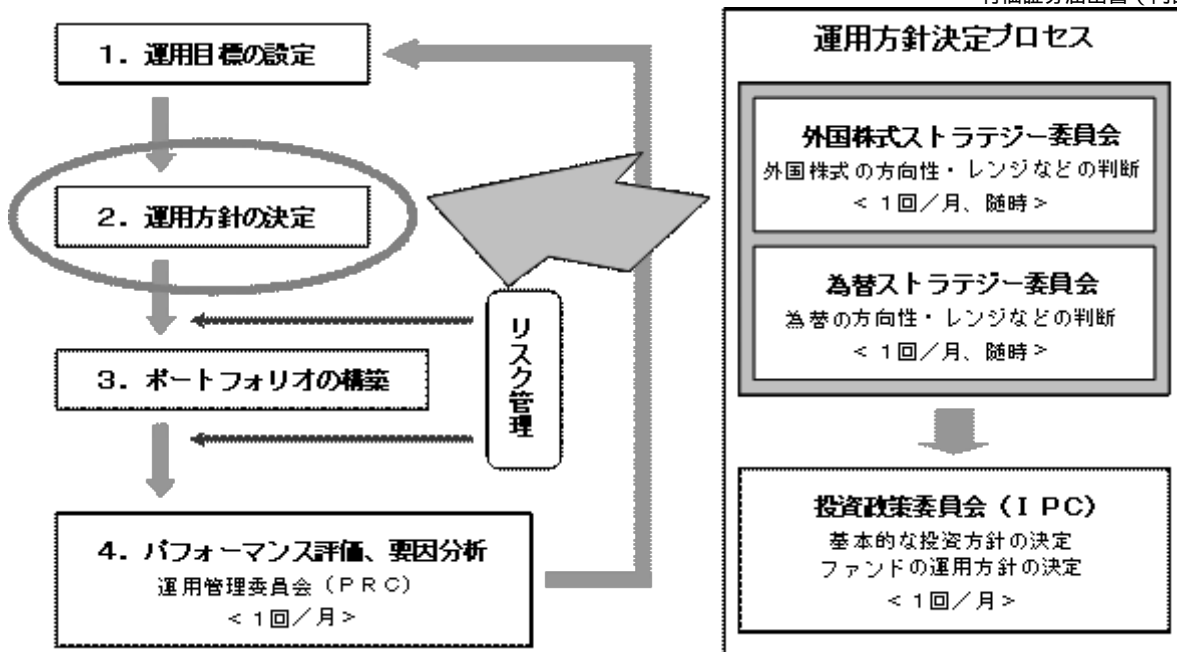 有価証券届出書（内
1．運用目標の設定
2．運用方針の決定
3．ポートフォリオの構築
4．パフォーマンス評価、要因分析
運用管理委員会（PRC）
＜1回／月＞
リスク管理
運用方針決定プロセス
外国株式ストラテジー委員会
外国株式の方向性・レンジなどの判断
＜1回／月、随時＞
為替ストラテジー委員会
為替の方向性・レンジなどの判断
＜1回／月、随時＞
投資政策委員会（IPC）
基本的な投資方針の決定
ファンドの運用方針の決定
＜1回／月＞